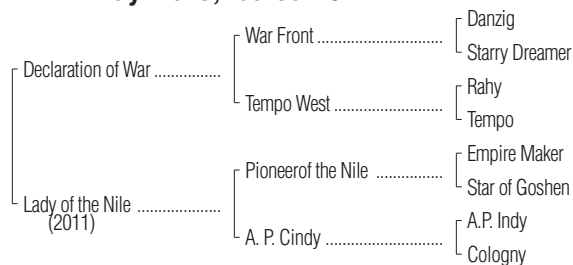 Danzig
War Front ..............................
Starry Dreamer
Declaration of War ................
Rahy
Tempo West ..........................
Tempo
Empire Maker
Pioneerof the Nile ..................
Star of Goshen
Lady of the Nile ....................
(2011)
A.P. Indy
A. P. Cindy ............................
Cologny